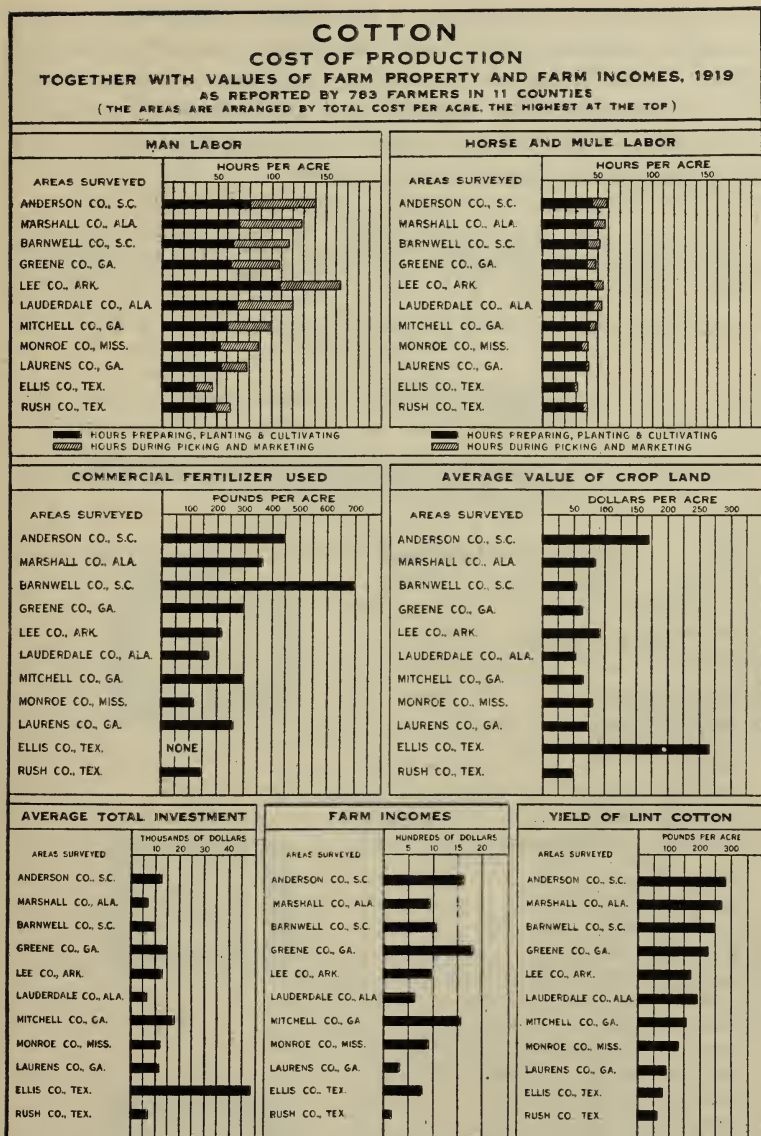 COTTON
COST OF PRODUCTION
TOGETHER WITH VALUES OF FARM PROPERTY AND FARM INCOMES, 1919
AS REPORTED BY 783 FARMERS IN 11 COUNTIES
(THE AREAS ARE ARRANGED BY TOTAL COST PER ACRE, THE HIGHEST AT THE TOP)
MAN LABOR
HOURS PER ACRE
AREAS SURVEYED
50 100 150
ANDERSON CO., S.C.
MARSHALL CO., ALA.
BARNWELL CO., S.C.
GREENE CO., GA.
LEE CO., ARK.
LAUDERDALE CO., ALA.
MITCHELL CO., GA.
MONROE CO., MISS.
LAURENS CO., GA.
ELLIS CO., TEX.
RUSH CO., TEX.
HOURS PREPARING, PLANTING & CULTIVATING
HOURS DURING PICKING AND MARKETING
HORSE AND MULE LABOR
HOURS PER ACRE
50 100 150
AREAS SURVEYED
ANDERSON CO., S.C.
MARSHALL CO., ALA.
BARNWELL CO., S.C.
GREENE CO., GA.
LEE CO., ARK.
LAUDERDALE CO., ALA.
MITCHELL CO. GA.
MONROE CO., MISS.
LAURENS CO., GA.
ELLIS CO., TEX.
RUSH CO., TEX.
HOURS PREPARING, PLANTING & CULTIVATING
HOURS DURING PICKING AND MARKETING
COMMERCIAL FERTILIZER USED
POUNDS PER ACRE
100 200 300 400 500 600 700
AREAS SURVEYED
ANDERSON CO., S.C.
MARSHALL CO., ALA.
BARNWELL CO., S.C.
GREENE CO., GA.
LEE CO., ARK.
LAUDERDALE CO., ALA.
MITCHELL CO., GA.
MONROE CO., MISS.
LAURENS CO., GA.
ELLIS CO., TEX. NONE
RUSH CO., TEX.
AVERAGE VALUE OF CROP LAND
DOLLARS PER ACRE
50 100 150 200 250 300
AREAS SURVEYED
ANDERSON CO., S.C.
MARSHALL CO., ALA.
BARNWELL CO., S.C.
GREENE CO., GA.
LEE CO., ARK.
LAUDERDALE CO., ALA.
MITCHELL CO., GA.
MONROE CO., MISS.
LAURENS CO., GA.
ELLIS CO., TEX.
RUSH CO., TEX.
AVERAGE TOTAL INVESTMENT
THOUSANDS OF DOLLARS
10 20 30 40
AREAS SURVEYED
ANDERSON CO., S.C.
MARSHALL CO., ALA.
BARNWELL CO., S.C.
GREENE CO., GA.
LEE CO., ARK.
LAUDERDALE CO., ALA.
MITCHELL CO., GA.
MONROE CO., MISS.
LAURENS CO., GA.
ELLIS CO., TEX.
RUSH CO., TEX.
FARM INCOMES
HUNDREDS OF DOLLARS
5 10 15 20
AREAS SURVEYED
ANDERSON CO., S.C.
MARSHALL CO., ALA.
BARNWELL CO., S.C.
GREENE CO., GA.
LEE CO., ARK.
LAUDERDALE CO., ALA
MITCHELL CO., GA
MONROE CO., MISS.
LAURENS CO., GA.
ELLIS CO., TEX.
RUSH CO., TEX
YIELD OF LINT COTTON
POUNDS PER ACRE
100 200 300
AREAS SURVEYED
ANDERSON CO., S.C.
MARSHALL CO., ALA.
BARNWELL CO., S.C.
GREENE CO., GA.
LEE CO., ARK.
LAUDERDALE CO., ALA.
MITCHELL CO., GA.
MONROE CO., MISS.
LAURENS CO., GA.
ELLIS CO., TEX.
RUSH CO. TEX